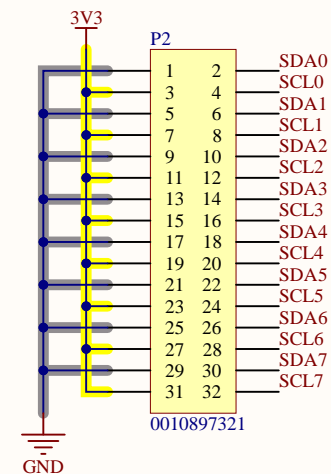 3V3
P2
1 2 SDA0
3 4 SCL0
5 6 SDA1
7 8 SCL1
9 10 SDA2
11 12 SCL2
13 14 SDA3
15 16 SCL3
17 18 SDA4
19 20 SCL4
21 22 SDA5
23 24 SCL5
25 26 SDA6
27 28 SCL6
29 30 SDA7
31 32 SCL7
0010897321
GND